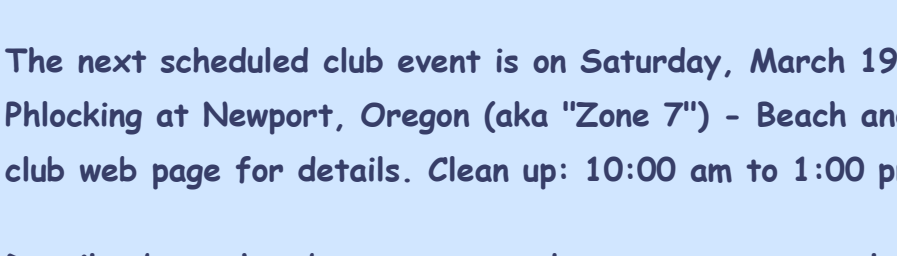 The next scheduled club event is on Saturday, March 19
Phlocking at Newport, Oregon (aka "Zone 7") - Beach
club web page for details. Clean up: 10:00 am to 1:00